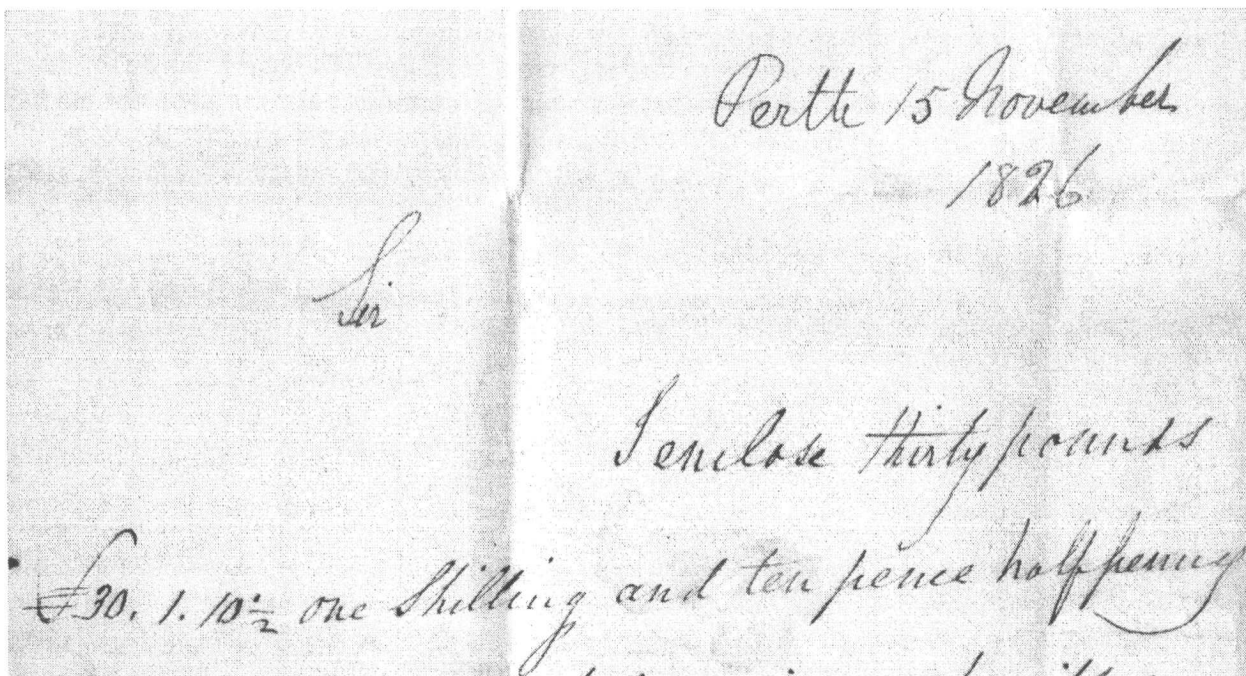 Perth 15 November
1826
Sir
I enclose thirty pounds
£30. 1. 10½ one Shilling and ten pence halfpenny